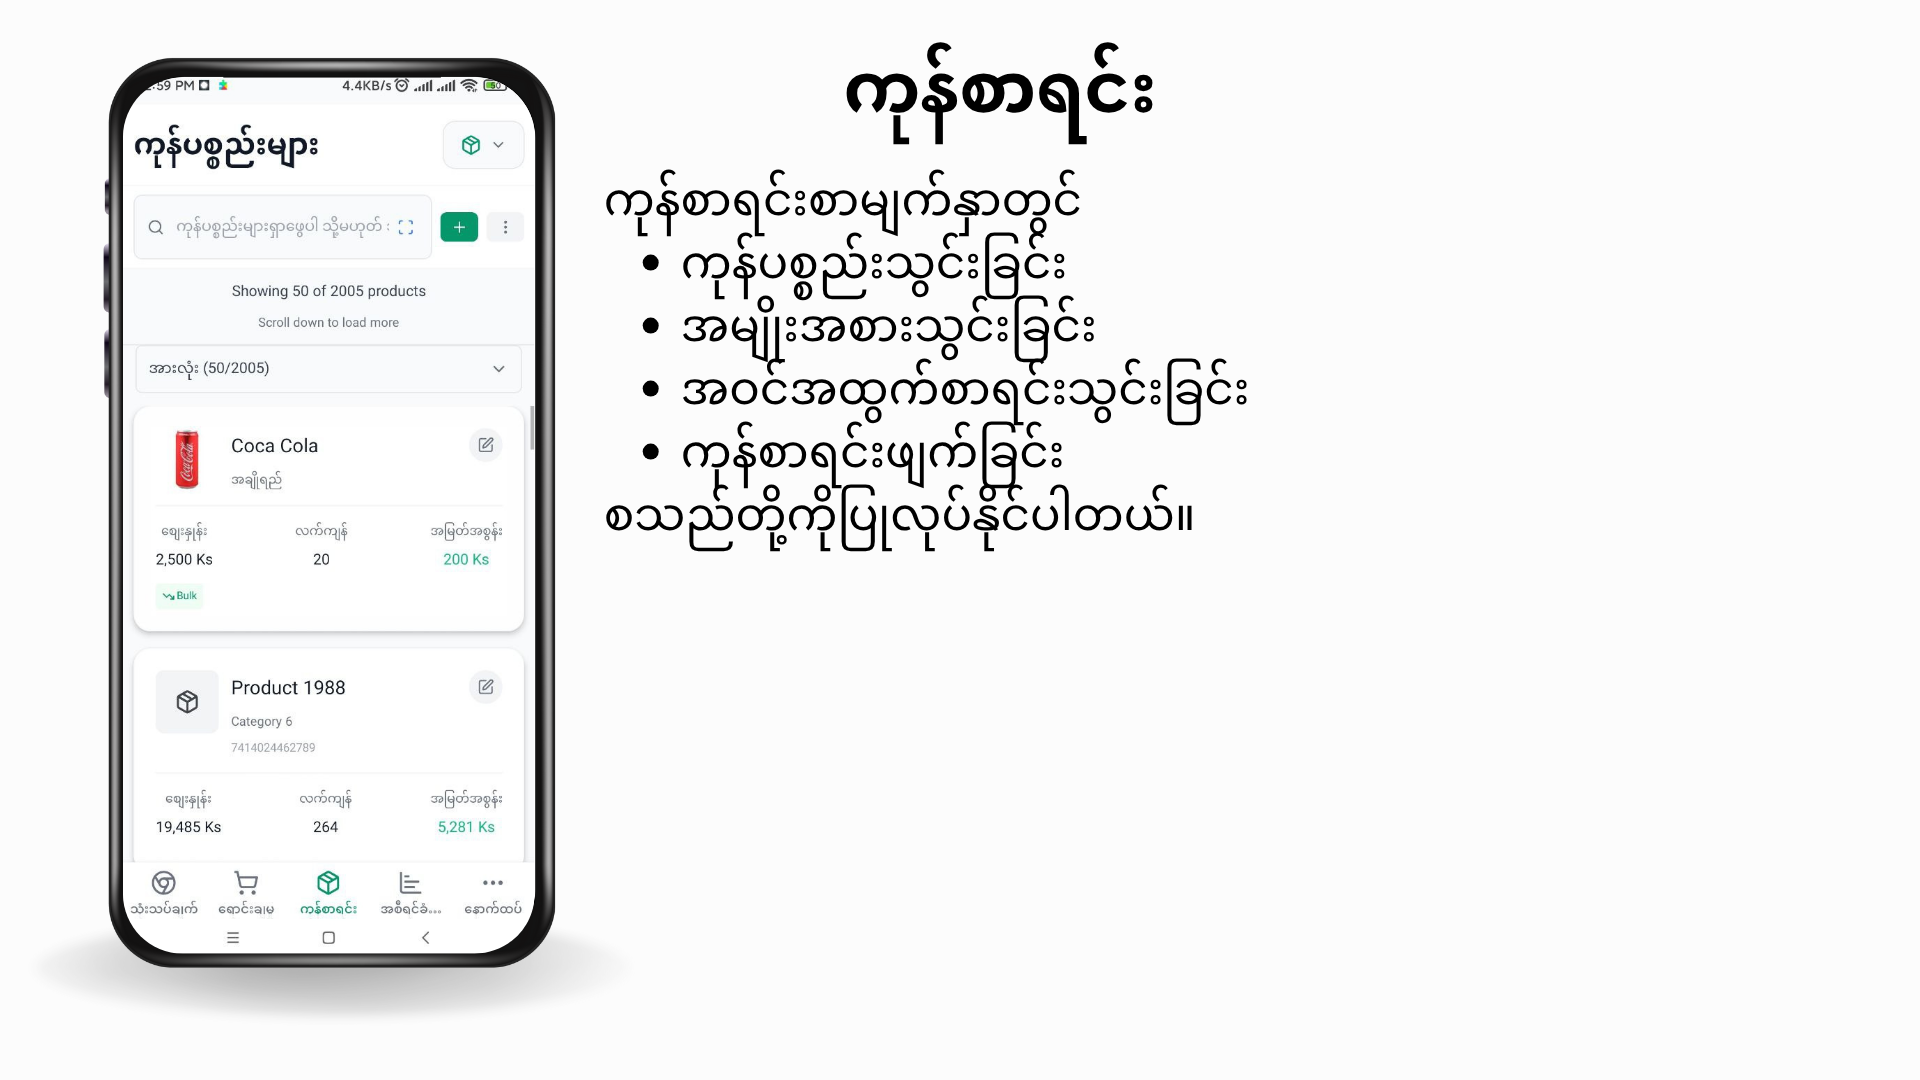 :59 PM
4.4KB/s
50
ကုန်ပစ္စည်းများ
ကုန်ပစ္စည်းများရှာဖွေပါ သို့မဟုတ် :
Showing 50 of 2005 products
Scroll down to load more
အားလုံး (50/2005)
Coca Cola
အချိုရည်
ဈေးနှုန်း လက်ကျန် အမြတ်အစွန်း
2,500 Ks 20 200 Ks
Bulk
Product 1988
Category 6
7414024462789
ဈေးနှုန်း လက်ကျန် အမြတ်အစွန်း
19,485 Ks 264 5,281 Ks
သုံးသပ်ချက် ရောင်းချမှု ကုန်စာရင်း အစီရင်ခံ... နောက်ထပ်
ကုန်စာရင်း
ကုန်စာရင်းစာမျက်နှာတွင်
• ကုန်ပစ္စည်းသွင်းခြင်း
• အမျိုးအစားသွင်းခြင်း
• အဝင်အထွက်စာရင်းသွင်းခြင်း
• ကုန်စာရင်းဖျက်ခြင်း
စသည်တို့ကိုပြုလုပ်နိုင်ပါတယ်။